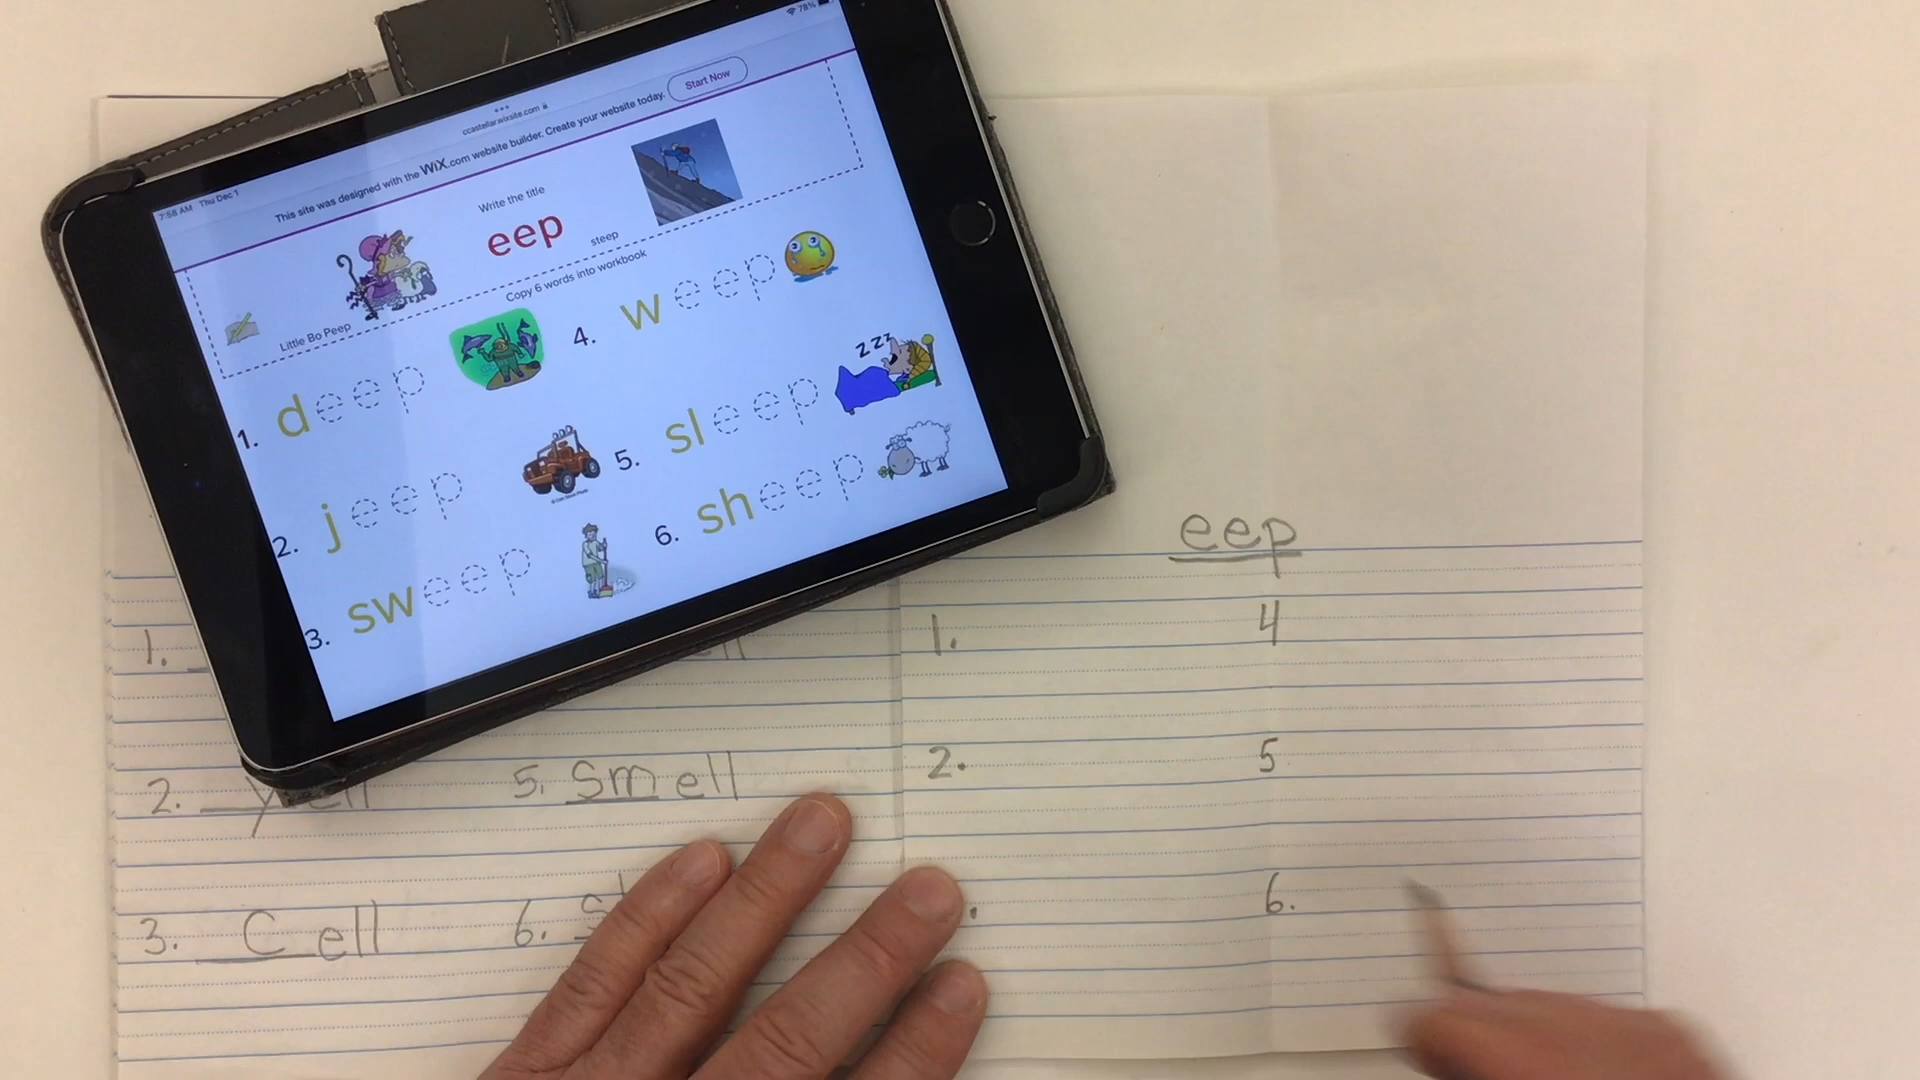 7:58 AM Thu Dec 1
78%
ccastellar.wixsite.com
This site was designed with the WiX.com website builder. Create your website today. Start Now
Write the title
eep
steep
Little Bo Peep
Copy 6 words into workbook
1. deep
2. jeep
3. sweep
4. weep
5. sleep
zzz
6. sheep
1.
2. yell
5. Smell
3. Cell
6. S
eep
1.
4
2.
5
6.